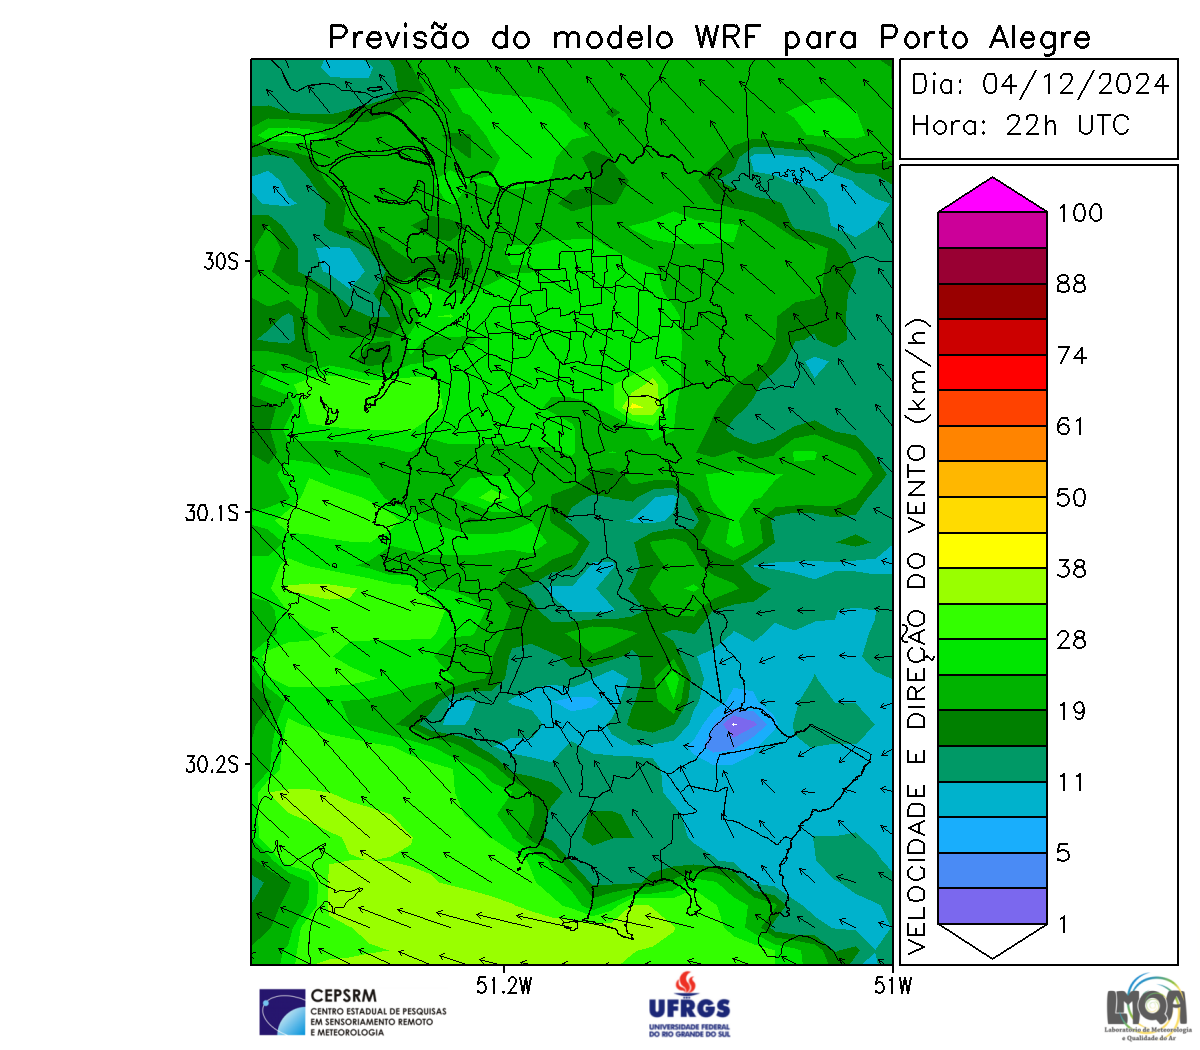 Previsão do modelo WRF para Porto Alegre
Dia: 04/12/2024
Hora: 22h UTC
30S
30.1S
30.2S
51.2W
51W
VELOCIDADE E DIREÇÃO DO VENTO (km/h)
100
88
74
61
50
38
28
19
11
5
1
CEPSRM
CENTRO ESTADUAL DE PESQUISAS
EM SENSORIAMENTO REMOTO
E METEOROLOGIA
UFRGS
UNIVERSIDADE FEDERAL
DO RIO GRANDE DO SUL
LMQA
Laboratório de Meteorologia
e Qualidade do Ar